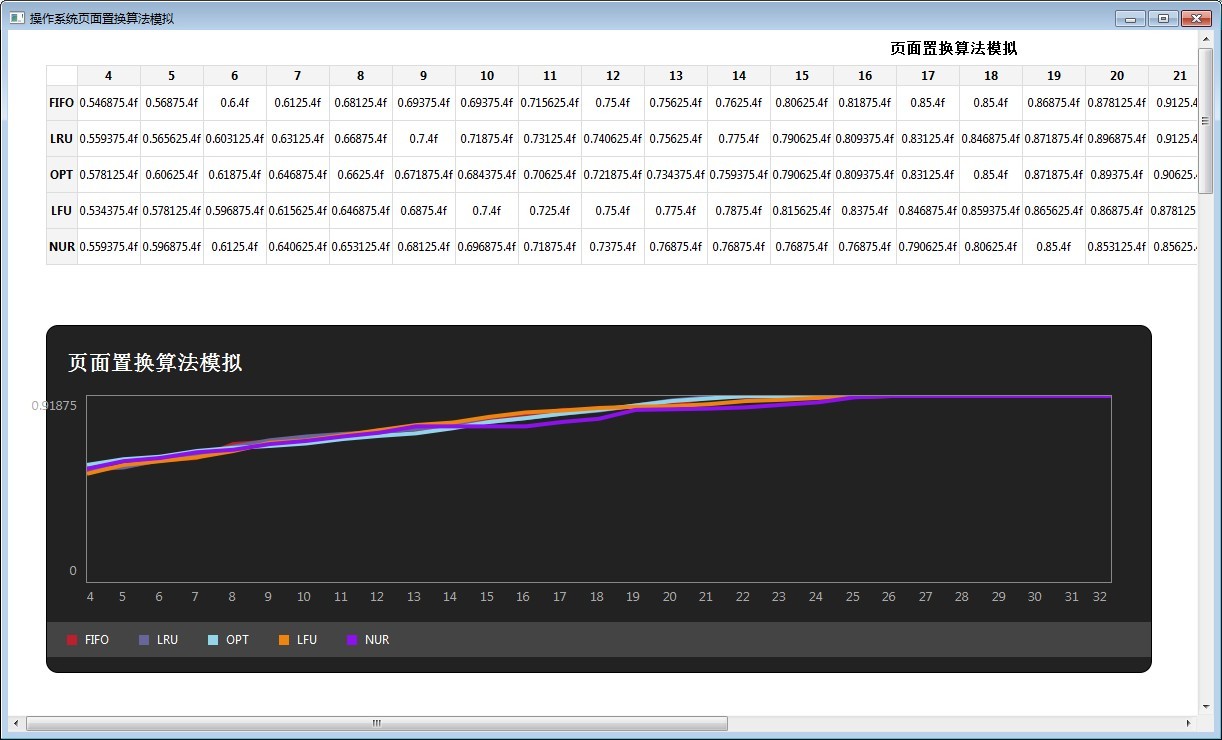 操作系统页面置换算法模拟
页面置换算法模拟
4 5 6 7 8 9 10 11 12 13 14 15 16 17 18 19 20 21
FIFO 0.546875.4f 0.56875.4f 0.6.4f 0.6125.4f 0.68125.4f 0.69375.4f 0.69375.4f 0.715625.4f 0.75.4f 0.75625.4f 0.7625.4f 0.80625.4f 0.81875.4f 0.85.4f 0.85.4f 0.86875.4f 0.878125.4f 0.9125.4
LRU 0.559375.4f 0.565625.4f 0.603125.4f 0.63125.4f 0.66875.4f 0.7.4f 0.71875.4f 0.73125.4f 0.740625.4f 0.75625.4f 0.775.4f 0.790625.4f 0.809375.4f 0.83125.4f 0.846875.4f 0.871875.4f 0.896875.4f 0.9125.4
OPT 0.578125.4f 0.60625.4f 0.61875.4f 0.646875.4f 0.6625.4f 0.671875.4f 0.684375.4f 0.70625.4f 0.721875.4f 0.734375.4f 0.759375.4f 0.790625.4f 0.809375.4f 0.83125.4f 0.85.4f 0.871875.4f 0.89375.4f 0.90625.
LFU 0.534375.4f 0.578125.4f 0.596875.4f 0.615625.4f 0.646875.4f 0.6875.4f 0.7.4f 0.725.4f 0.75.4f 0.775.4f 0.7875.4f 0.815625.4f 0.8375.4f 0.846875.4f 0.859375.4f 0.865625.4f 0.86875.4f 0.878125
NUR 0.559375.4f 0.596875.4f 0.6125.4f 0.640625.4f 0.653125.4f 0.68125.4f 0.696875.4f 0.71875.4f 0.7375.4f 0.76875.4f 0.76875.4f 0.76875.4f 0.76875.4f 0.790625.4f 0.80625.4f 0.85.4f 0.853125.4f 0.85625.
页面置换算法模拟
0.91875
0
4 5 6 7 8 9 10 11 12 13 14 15 16 17 18 19 20 21 22 23 24 25 26 27 28 29 30 31 32
FIFO LRU OPT LFU NUR